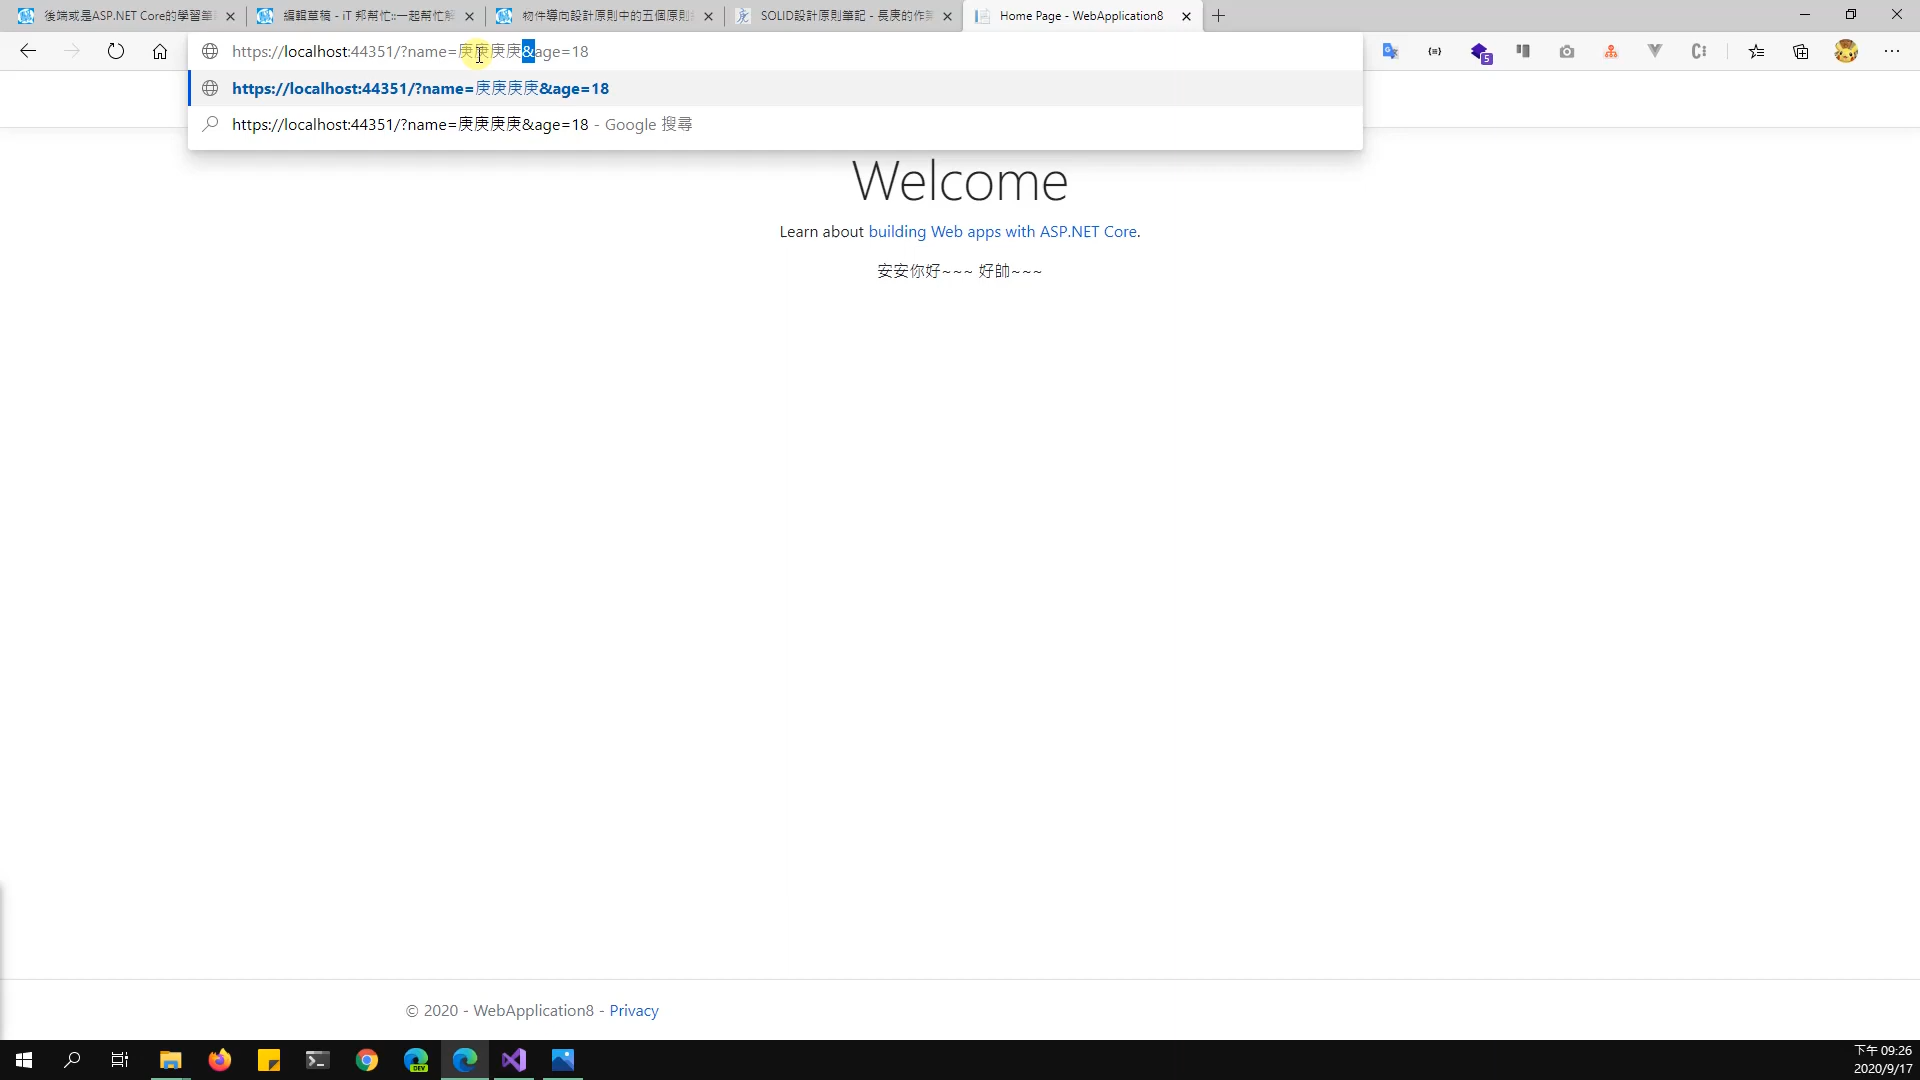 後端或是ASP.NET Core的學習筆
編輯草稿 - iT 邦幫忙::一起幫忙解
物件導向設計原則中的五個原則
SOLID設計原則筆記 - 長庚的作業
Home Page - WebApplication8
https://localhost:44351/?name=庚庚庚庚&age=18
5
https://localhost:44351/?name=庚庚庚庚&age=18
https://localhost:44351/?name=庚庚庚庚&age=18 - Google 搜尋
Welcome
Learn about building Web apps with ASP.NET Core.
安安你好~~~ 好帥~~~
© 2020 - WebApplication8 - Privacy
DEV
下午 09:26
2020/9/17